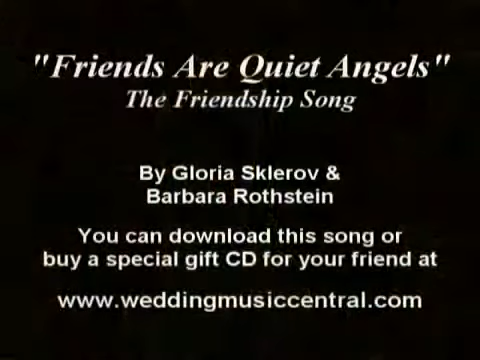 "Friends Are Quiet Angels"
The Friendship Song
By Gloria Sklerov &
Barbara Rothstein
You can download this song or
buy a special gift CD for your friend at
www.weddingmusiccentral.com